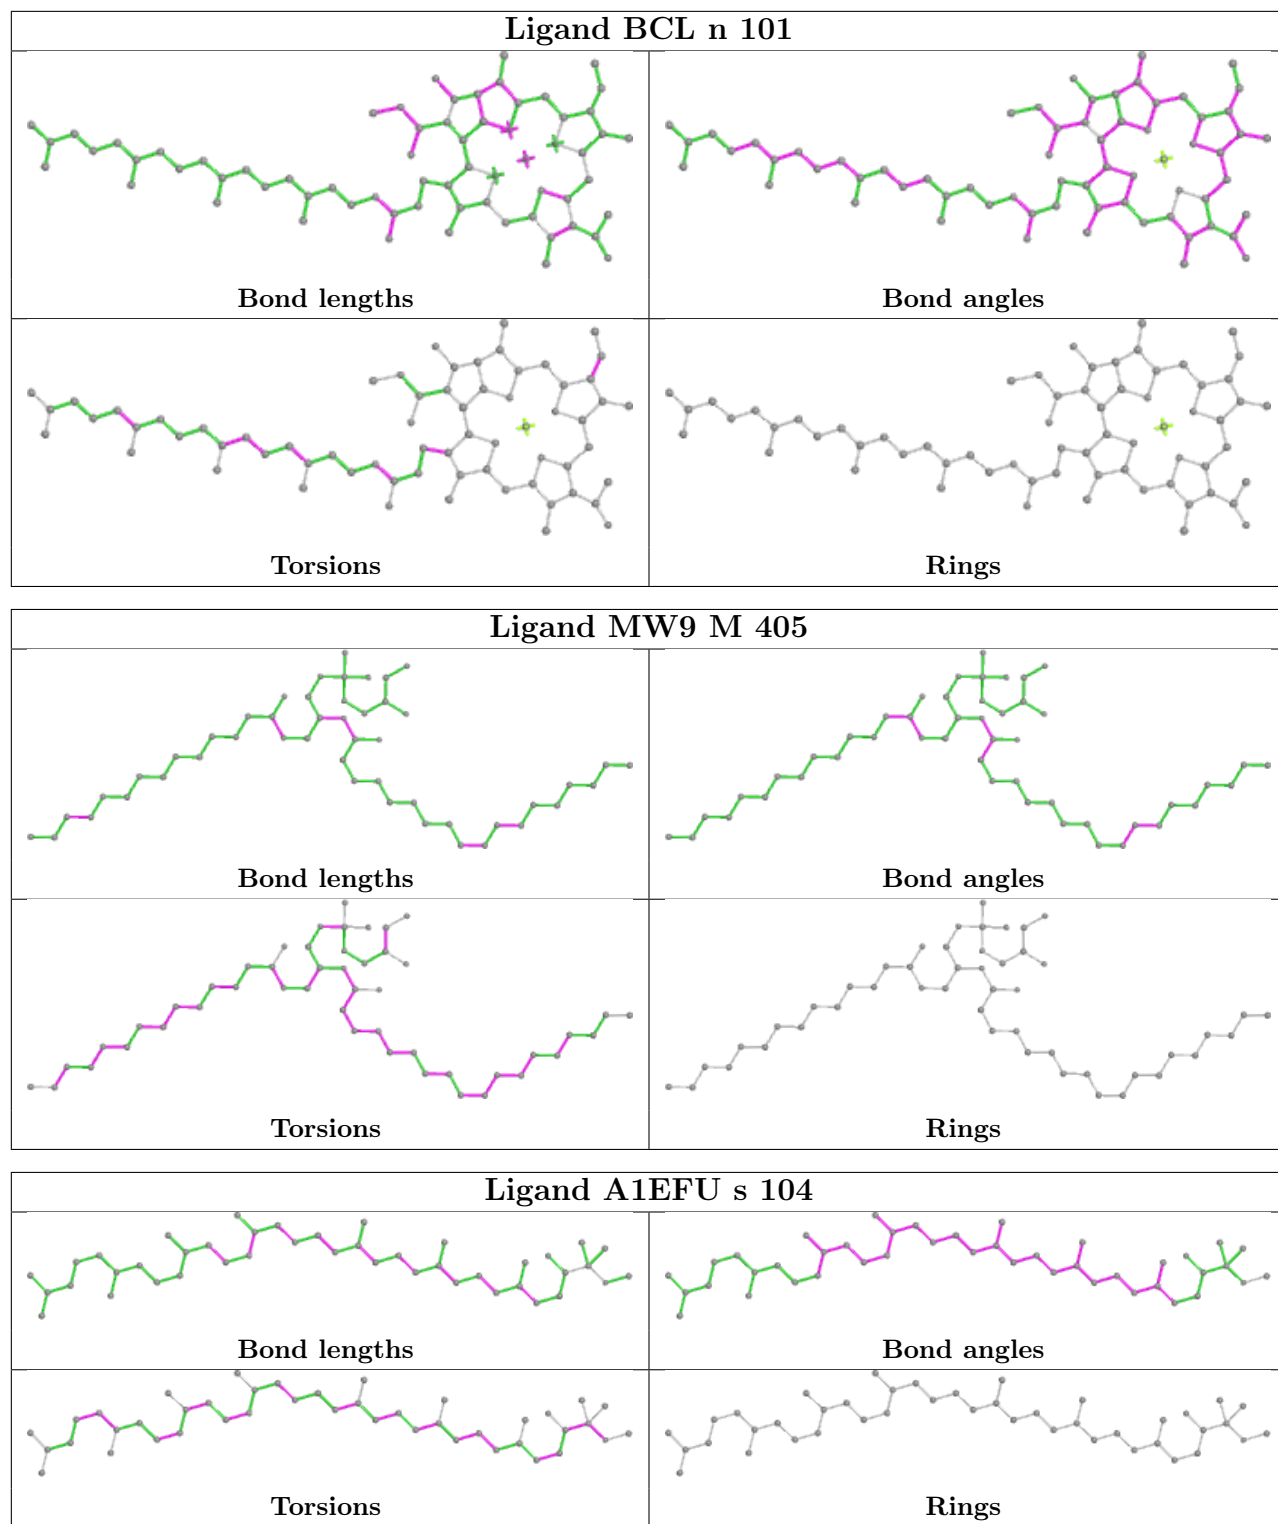 Ligand BCL n 101
Bond lengths
Bond angles
Torsions
Rings
Ligand MW9 M 405
Bond lengths
Bond angles
Torsions
Rings
Ligand A1EFU s 104
Bond lengths
Bond angles
Torsions
Rings